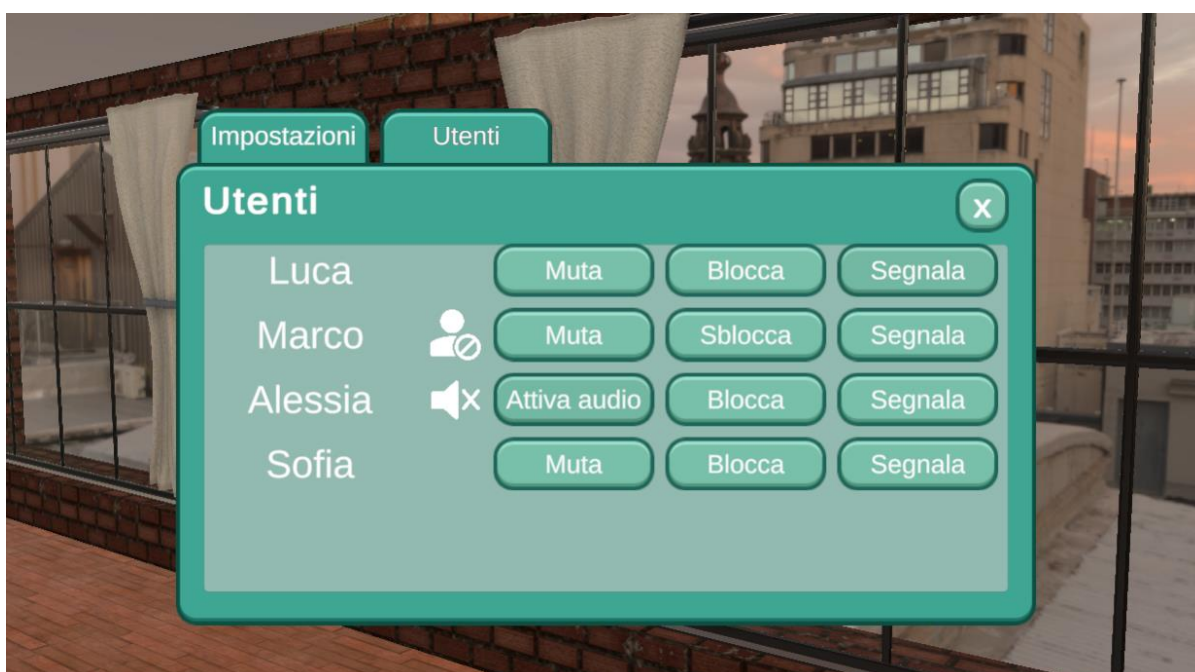 Impostazioni Utenti
Utenti x
Luca Muta Blocca Segnala
Marco Muta Sblocca Segnala
Alessia Attiva audio Blocca Segnala
Sofia Muta Blocca Segnala